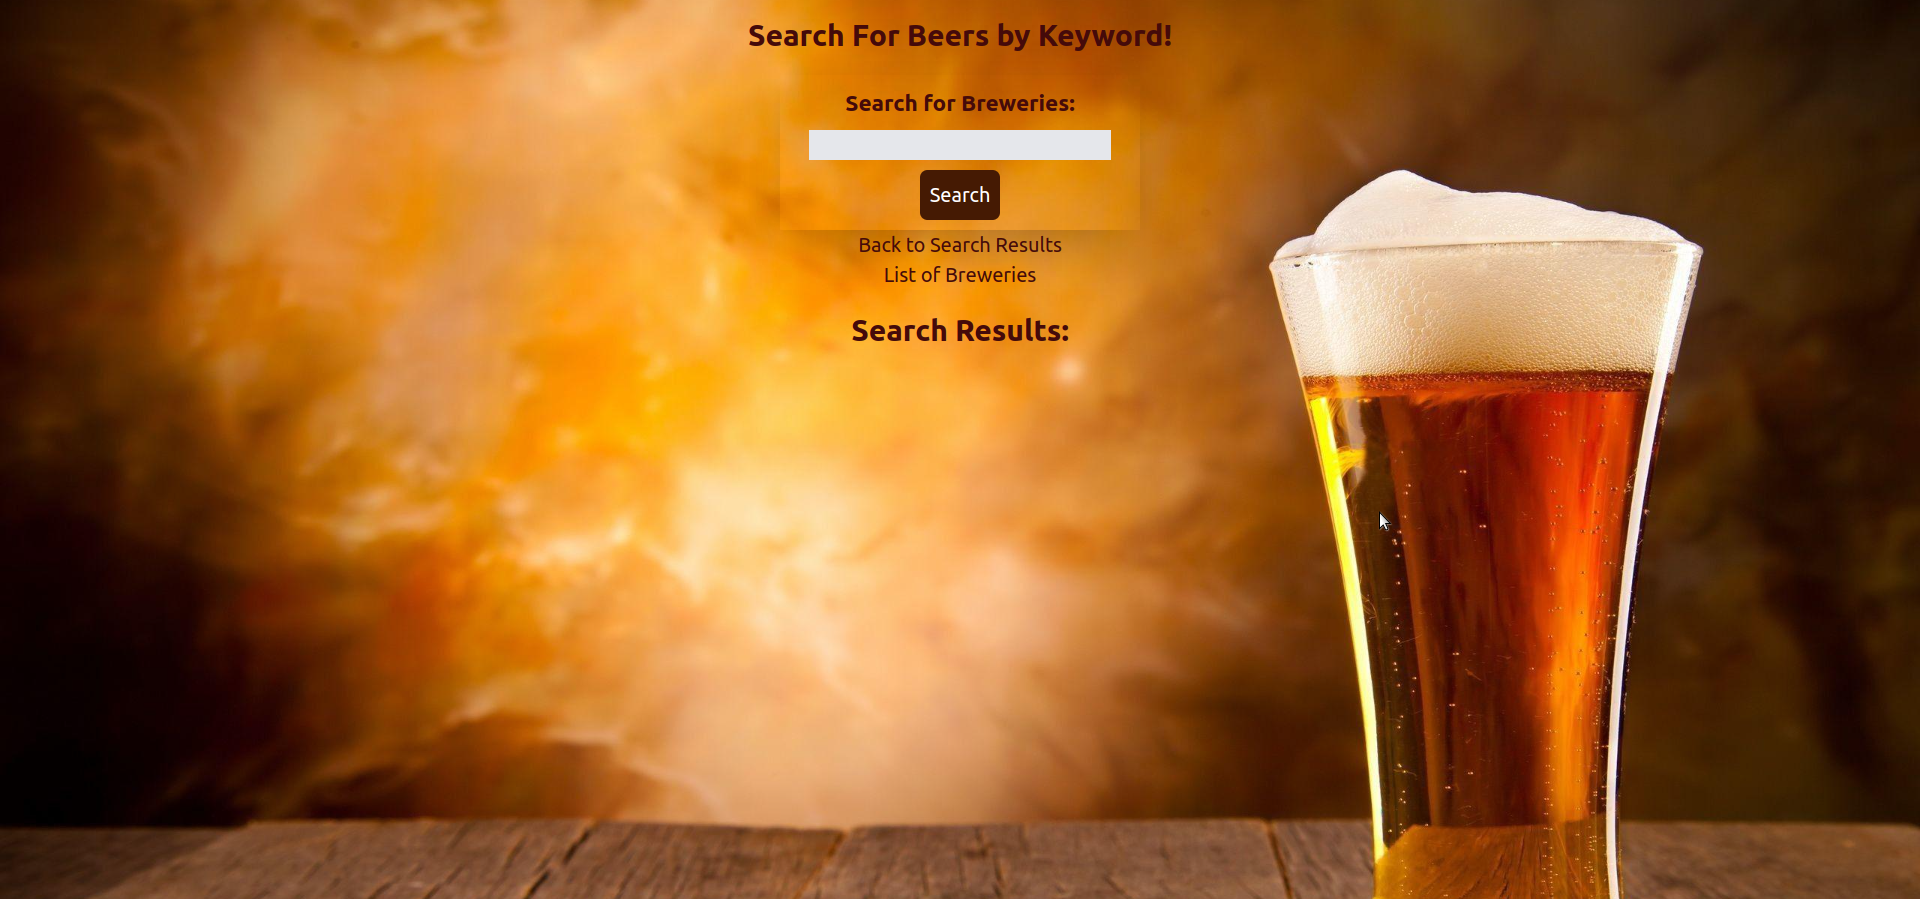 Search For Beers by Keyword!
Search for Breweries:
Search
Back to Search Results
List of Breweries
Search Results: